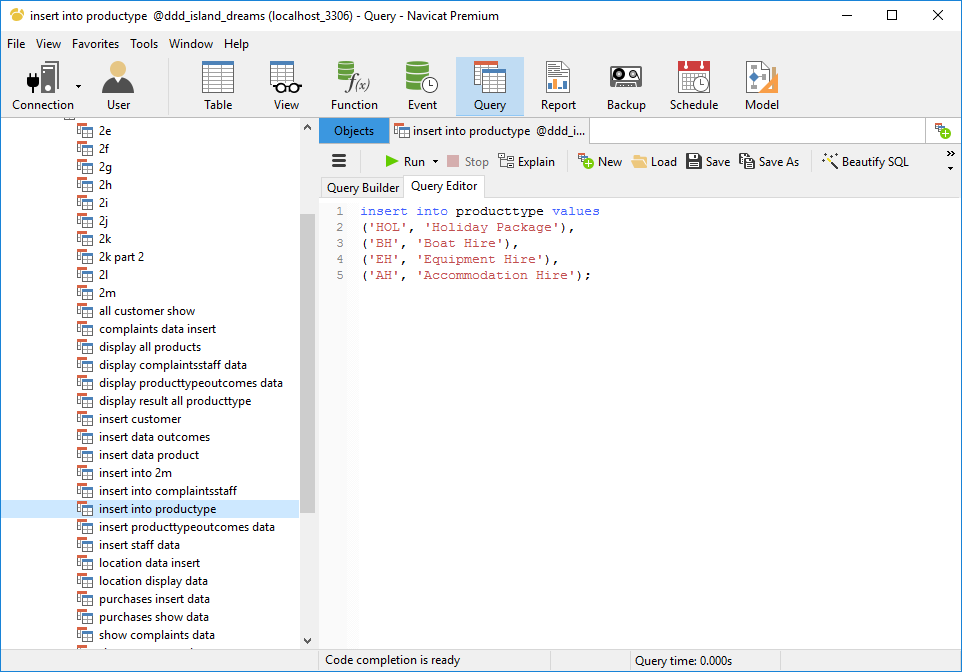 insert into productype @ddd_island_dreams (localhost_3306) - Query - Navicat Premium
File View Favorites Tools Window Help
Connection User Table View Function Event Query Report Backup Schedule Model
f(x)
2e
2f
2g
2h
2i
2j
2k
2k part 2
2l
2m
all customer show
complaints data insert
display all products
display complaintsstaff data
display producttypeoutcomes data
display result all producttype
insert customer
insert data outcomes
insert data product
insert into 2m
insert into complaintsstaff
insert into productype
insert producttypeoutcomes data
insert staff data
location data insert
location display data
purchases insert data
purchases show data
show complaints data
Objects insert into productype @ddd_i...
Run Stop Explain New Load Save Save As Beautify SQL
Query Builder Query Editor
1 insert into producttype values
2 ('HOL', 'Holiday Package'),
3 ('BH', 'Boat Hire'),
4 ('EH', 'Equipment Hire'),
5 ('AH', 'Accommodation Hire');
Code completion is ready Query time: 0.000s